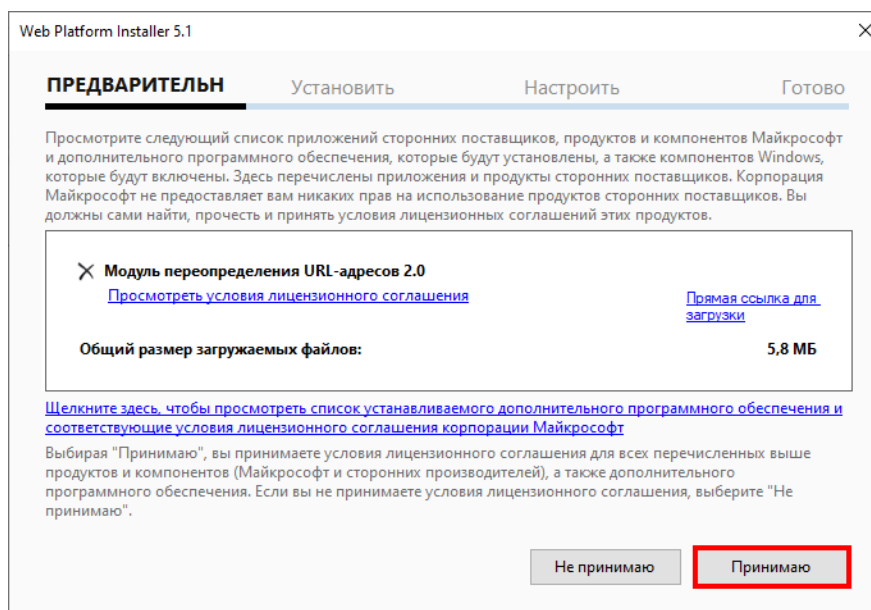 Web Platform Installer 5.1
ПРЕДВАРИТЕЛЬН Установить Настроить Готово
Просмотрите следующий список приложений сторонних поставщиков, продуктов и компонентов Майкрософт
и дополнительного программного обеспечения, которые будут установлены, а также компонентов Windows,
которые будут включены. Здесь перечислены приложения и продукты сторонних поставщиков. Корпорация
Майкрософт не предоставляет вам никаких прав на использование продуктов сторонних поставщиков. Вы
должны сами найти, прочесть и принять условия лицензионных соглашений этих продуктов.
Модуль переопределения URL-адресов 2.0
Просмотреть условия лицензионного соглашения
Прямая ссылка для
загрузки
Общий размер загружаемых файлов: 5,8 МБ
Щелкните здесь, чтобы просмотреть список устанавливаемого дополнительного программного обеспечения и
соответствующие условия лицензионного соглашения корпорации Майкрософт
Выбирая "Принимаю", вы принимаете условия лицензионного соглашения для всех перечисленных выше
продуктов и компонентов (Майкрософт и сторонних производителей), а также дополнительного
программного обеспечения. Если вы не принимаете условия лицензионного соглашения, выберите "Не
принимаю".
Не принимаю Принимаю